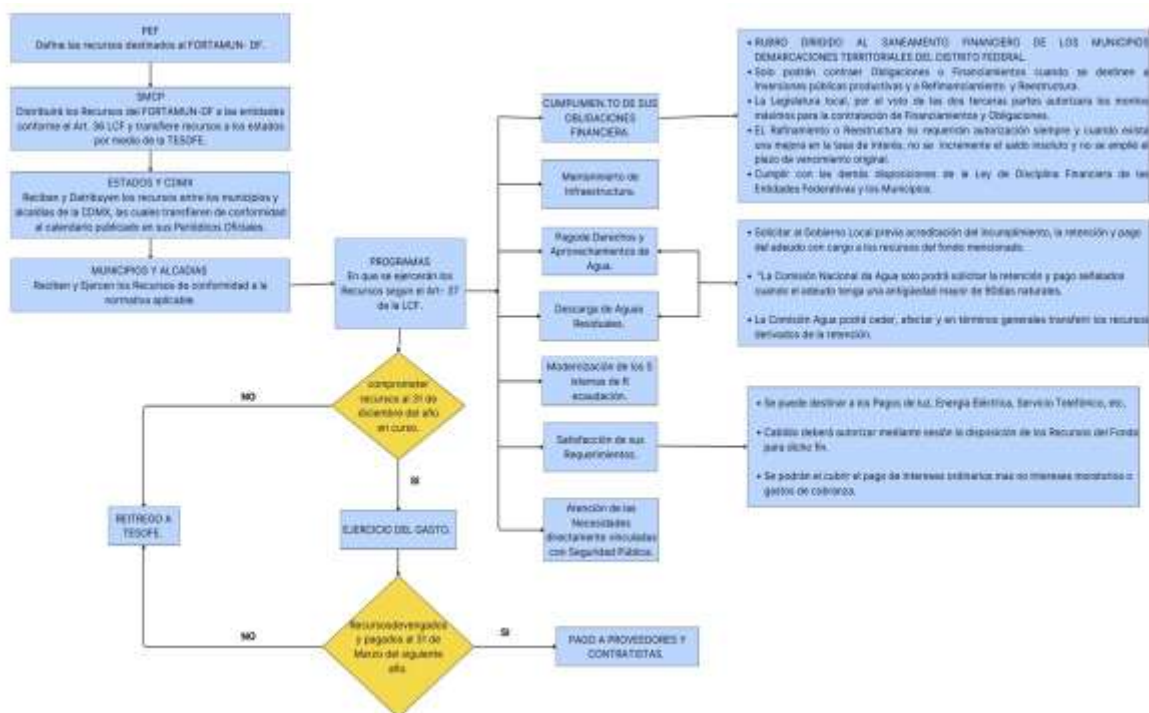 PEF
Define los recursos destinados al FORTAMUN- DF.
SMCP
Distribuirá los Recursos del FORTAMUN-DF a las entidades
conforme el Art. 36 LCF y transfiere recursos a los estados
por medio de la TESOFE.
ESTADOS Y CDMX
Reciben y Distribuyen los recursos entre los municipios y
alcaldías de la CDMX, las cuales transfieren de conformidad
al calendario publicado en sus Periódicos Oficiales.
MUNICIPIOS Y ALCADIAS
Reciben y Ejercen los Recursos de conformidad a la
normativa aplicable.
PROGRAMAS
En que se ejercerán los
Recursos según el Art- 37
de la LCF.
comprometer
recursos al 31 de
diciembre del año
en curso.
NO
SI
REITREGO A
TESOFE.
EJERCICIO DEL GASTO.
Recursosdevengados
y pagados al 31 de
Marzo del siguiente
año.
NO
SI
PAGO A PROVEEDORES Y
CONTRATISTAS.
CUMPLIMIENTO DE SUS
OBLIGACIONES
FINANCIERA.
Mantenimiento de
Infraestructura.
Pagode Derechos y
Aprovechamientos de
Agua.
Descarga de Aguas
Residuales.
Modernización de los S
istemas de R
ecaudación.
Satisfacción de sus
Requerimientos.
Atención de las
Necesidades
directamente vinculadas
con Seguridad Pública.
• RUBRO DIRIGIDO AL SANEAMENTO FINANCIERO DE LOS MUNICIPIOS
DEMARCACIONES TERRITORIALES DEL DISTRITO FEDERAL.
• Solo podrán contraer Obligaciones o Financiamientos cuando se destinen a
Inversiones públicas productivas y a Refinanciamiento y Reestructura.
• La Legislatura local, por el voto de las dos terceras partes autorizara los montos
máximos para la contratación de Financiamientos y Obligaciones.
• EL Refinamiento o Reestructura no requerirán autorización siempre y cuando exista
una mejora en la tasa de interés, no se incremente el saldo insoluto y no se amplié el
plazo de vencimiento original.
• Cumplir con las demás disposiciones de la Ley de Disciplina Financiera de las
Entidades Federativas y los Municipios.
• Solicitar al Gobierno Local previa acreditación del incumplimiento, la retención y pago
del adeudo con cargo a los recursos del fondo mencionado.
• "La Comisión Nacional de Agua solo podrá solicitar la retención y pago señalados
cuando el adeudo tenga una antigüedad mayor de 90días naturales.
• La Comisión Agua podrá ceder, afectar y en términos generales transferir los recursos
derivados de la retención.
• Se puede destinar a los Pagos de luz, Energía Eléctrica, Servicio Telefónico, etc.
• Cabildo deberá autorizar mediante sesión la disposición de los Recursos del Fondo
para dicho fin.
• Se podrán el cubrir el pago de intereses ordinarios mas no intereses moratorios o
gastos de cobranza.